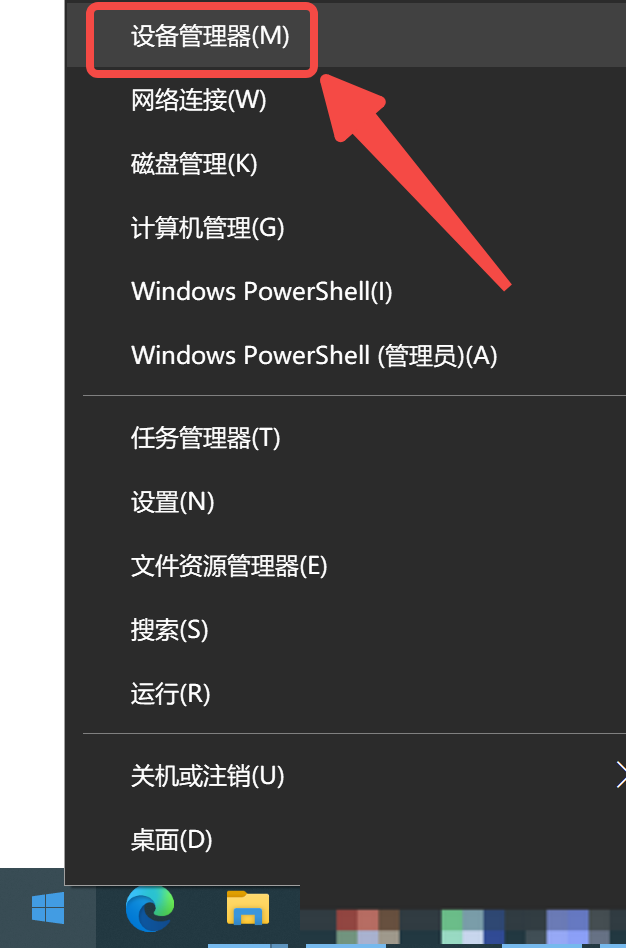 设备管理器(M)
网络连接(W)
磁盘管理(K)
计算机管理(G)
Windows PowerShell(I)
Windows PowerShell (管理员)(A)
任务管理器(T)
设置(N)
文件资源管理器(E)
搜索(S)
运行(R)
关机或注销(U)
桌面(D)